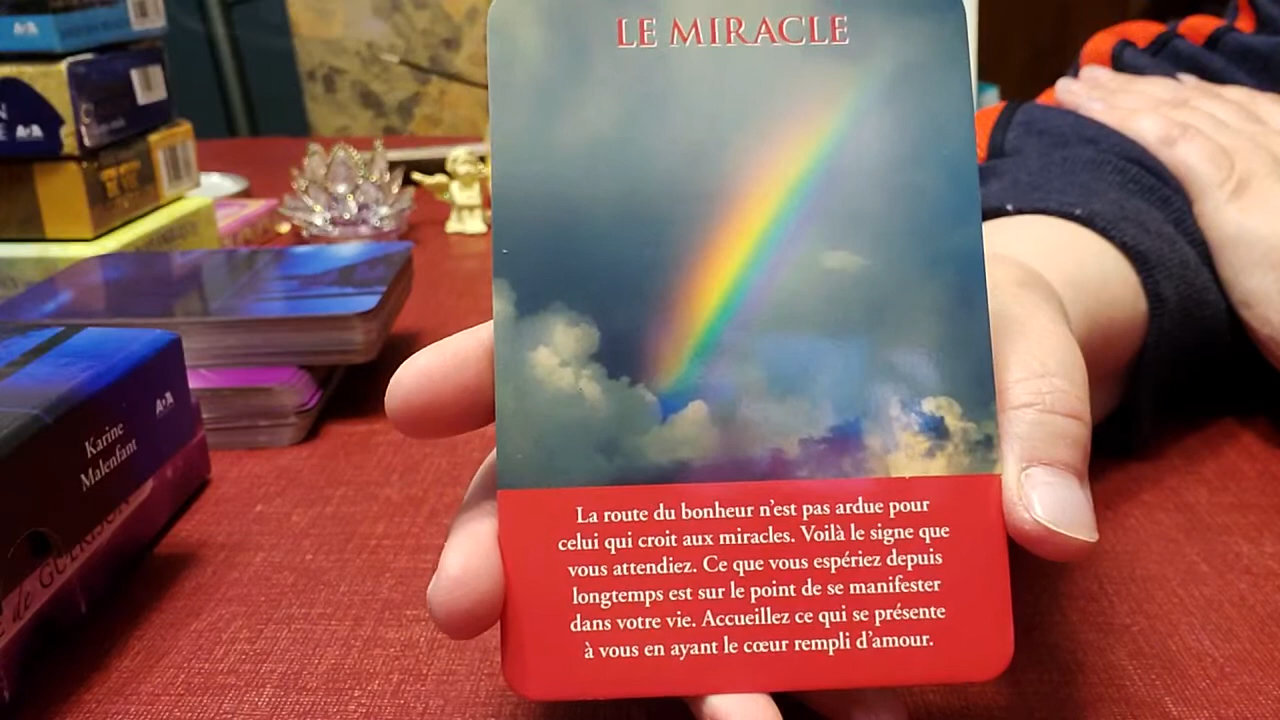 LE MIRACLE
La route du bonheur n'est pas ardue pour
celui qui croit aux miracles. Voilà le signe que
vous attendiez. Ce que vous espériez depuis
longtemps est sur le point de se manifester
dans votre vie. Accueillez ce qui se présente
à vous en ayant le cœur rempli d'amour.
Karine
Malenfant
de GUÉRISON